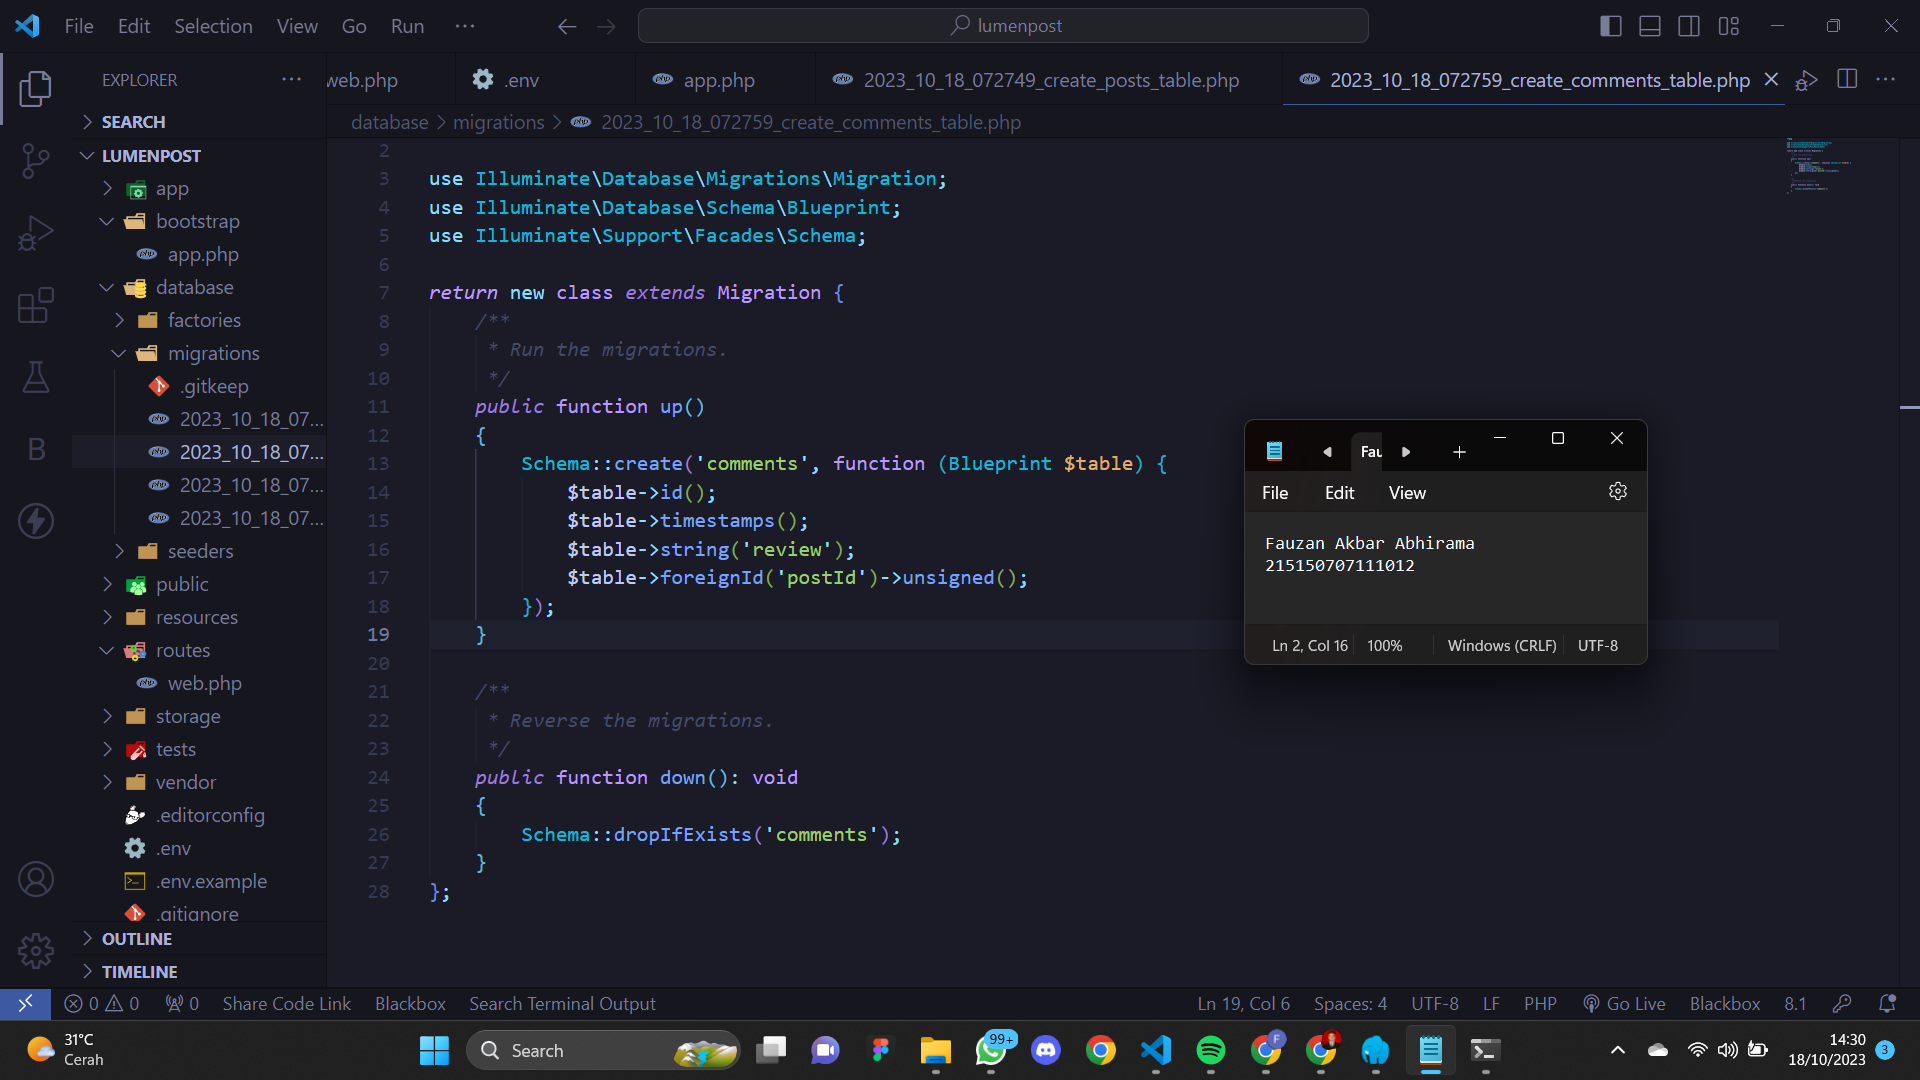 File Edit Selection View Go Run ···
lumenpost
EXPLORER ···
web.php
.env
app.php
2023_10_18_072749_create_posts_table.php
2023_10_18_072759_create_comments_table.php
database > migrations > 2023_10_18_072759_create_comments_table.php
SEARCH
LUMENPOST
app
bootstrap
app.php
database
factories
migrations
.gitkeep
2023_10_18_07...
2023_10_18_07...
2023_10_18_07...
2023_10_18_07...
seeders
public
resources
routes
web.php
storage
tests
vendor
.editorconfig
.env
.env.example
.gitignore
OUTLINE
TIMELINE
2
3 use Illuminate\Database\Migrations\Migration;
4 use Illuminate\Database\Schema\Blueprint;
5 use Illuminate\Support\Facades\Schema;
6
7 return new class extends Migration {
8 /**
9 * Run the migrations.
10 */
11 public function up()
12 {
13 Schema::create('comments', function (Blueprint $table) {
14 $table->id();
15 $table->timestamps();
16 $table->string('review');
17 $table->foreignId('postId')->unsigned();
18 });
19 }
20
21 /**
22 * Reverse the migrations.
23 */
24 public function down(): void
25 {
26 Schema::dropIfExists('comments');
27 }
28 };
Fau
File Edit View
Fauzan Akbar Abhirama
215150707111012
Ln 2, Col 16 100% Windows (CRLF) UTF-8
0 0 0 Share Code Link Blackbox Search Terminal Output
Ln 19, Col 6 Spaces: 4 UTF-8 LF PHP Go Live Blackbox 8.1
31°C
Cerah
Search
99+
F
14:30
18/10/2023
3